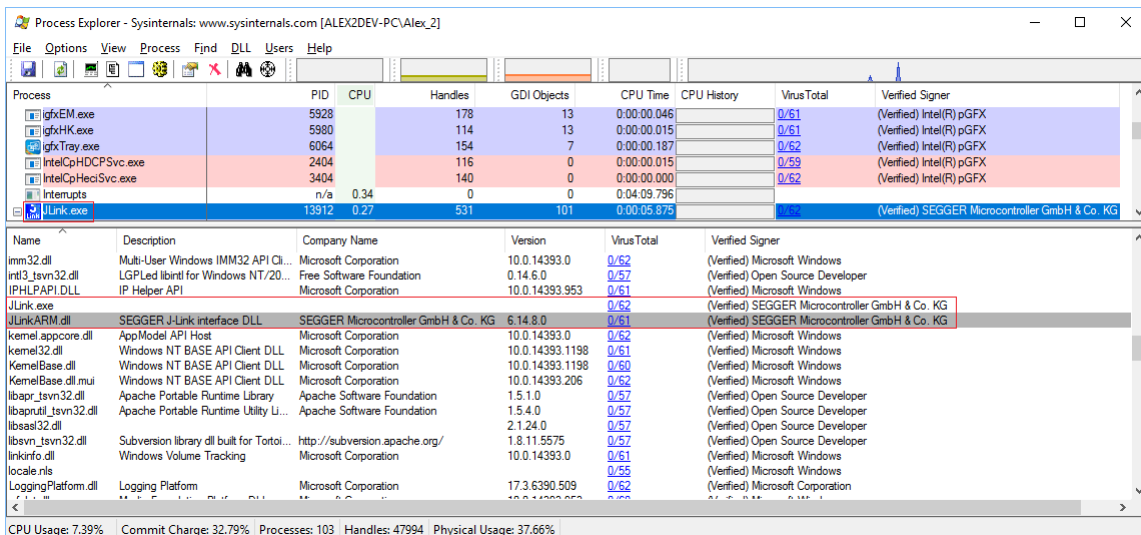 Process Explorer - Sysinternals: www.sysinternals.com [ALEX2DEV-PC\Alex_2]
File Options View Process Find DLL Users Help
Process PID CPU Handles GDI Objects CPU Time CPU History VirusTotal Verified Signer
igfxEM.exe 5928 178 13 0:00:00.046 0/61 (Verified) Intel(R) pGFX
igfxHK.exe 5980 114 13 0:00:00.015 0/61 (Verified) Intel(R) pGFX
igfxTray.exe 6064 154 7 0:00:00.187 0/62 (Verified) Intel(R) pGFX
IntelCpHDCPSvc.exe 2404 116 0 0:00:00.015 0/59 (Verified) Intel(R) pGFX
IntelCpHeciSvc.exe 3404 140 0 0:00:00.000 0/62 (Verified) Intel(R) pGFX
Interrupts n/a 0.34 0 0 0:04:09.796
JLink.exe 13912 0.27 531 101 0:00:05.875 0/62 (Verified) SEGGER Microcontroller GmbH & Co. KG
Name Description Company Name Version VirusTotal Verified Signer
imm32.dll Multi-User Windows IMM32 API Cli... Microsoft Corporation 10.0.14393.0 0/62 (Verified) Microsoft Windows
intl3_tsvn32.dll LGPLed libintl for Windows NT/20... Free Software Foundation 0.14.6.0 0/57 (Verified) Open Source Developer
IPHLPAPI.DLL IP Helper API Microsoft Corporation 10.0.14393.953 0/61 (Verified) Microsoft Windows
JLink.exe 0/62 (Verified) SEGGER Microcontroller GmbH & Co. KG
JLinkARM.dll SEGGER J-Link interface DLL SEGGER Microcontroller GmbH & Co. KG 6.14.8.0 0/61 (Verified) SEGGER Microcontroller GmbH & Co. KG
kernel.appcore.dll AppModel API Host Microsoft Corporation 10.0.14393.0 0/62 (Verified) Microsoft Windows
kernel32.dll Windows NT BASE API Client DLL Microsoft Corporation 10.0.14393.1198 0/61 (Verified) Microsoft Windows
KernelBase.dll Windows NT BASE API Client DLL Microsoft Corporation 10.0.14393.1198 0/60 (Verified) Microsoft Windows
KernelBase.dll.mui Windows NT BASE API Client DLL Microsoft Corporation 10.0.14393.206 0/62 (Verified) Microsoft Windows
libapr_tsvn32.dll Apache Portable Runtime Library Apache Software Foundation 1.5.1.0 0/57 (Verified) Open Source Developer
libaprutil_tsvn32.dll Apache Portable Runtime Utility Li... Apache Software Foundation 1.5.4.0 0/57 (Verified) Open Source Developer
libsasl32.dll 2.1.24.0 0/57 (Verified) Open Source Developer
libsvn_tsvn32.dll Subversion library dll built for Tortoi... http://subversion.apache.org/ 1.8.11.5575 0/57 (Verified) Open Source Developer
linkinfo.dll Windows Volume Tracking Microsoft Corporation 10.0.14393.0 0/61 (Verified) Microsoft Windows
locale.nls 0/55 (Verified) Microsoft Windows
LoggingPlatform.dll Logging Platform Microsoft Corporation 17.3.6390.509 0/62 (Verified) Microsoft Corporation
CPU Usage: 7.39% Commit Charge: 32.79% Processes: 103 Handles: 47994 Physical Usage: 37.66%